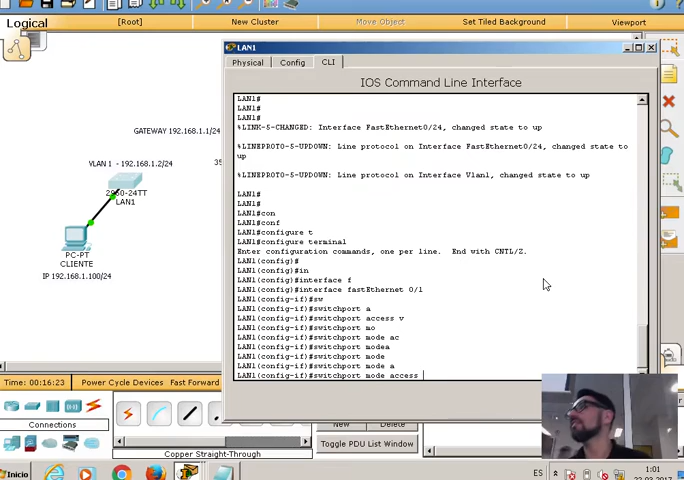 Logical
[Root]
New Cluster
Move Object
Set Tiled Background
Viewport
LAN1
Physical
Config
CLI
IOS Command Line Interface
GATEWAY 192.168.1.1/24
VLAN 1 - 192.168.1.2/24
LAN1
PC-PT
CLIENTE
IP 192.168.1.100/24
LAN1#
LAN1#
LAN1#
%LINK-5-CHANGED: Interface FastEthernet0/24, changed state to up
%LINEPROTO-5-UPDOWN: Line protocol on Interface FastEthernet0/24, changed state to
up
%LINEPROTO-5-UPDOWN: Line protocol on Interface Vlan1, changed state to up
LAN1#
LAN1#
LAN1#con
LAN1#conf
LAN1#configure t
LAN1#configure terminal
Enter configuration commands, one per line. End with CNTL/Z.
LAN1(config)#
LAN1(config)#in
LAN1(config)#interface f
LAN1(config)#interface fastEthernet 0/1
LAN1(config-if)#sw
LAN1(config-if)#switchport a
LAN1(config-if)#switchport access v
LAN1(config-if)#switchport mo
LAN1(config-if)#switchport mode ac
LAN1(config-if)#switchport modea
LAN1(config-if)#switchport mode
LAN1(config-if)#switchport mode a
LAN1(config-if)#switchport mode access
Time: 00:16:23
Power Cycle Devices
Fast Forward
Connections
Copper Straight-Through
New
Delete
Toggle PDU List Window
Inicio
ES
1:01
22.03.2017